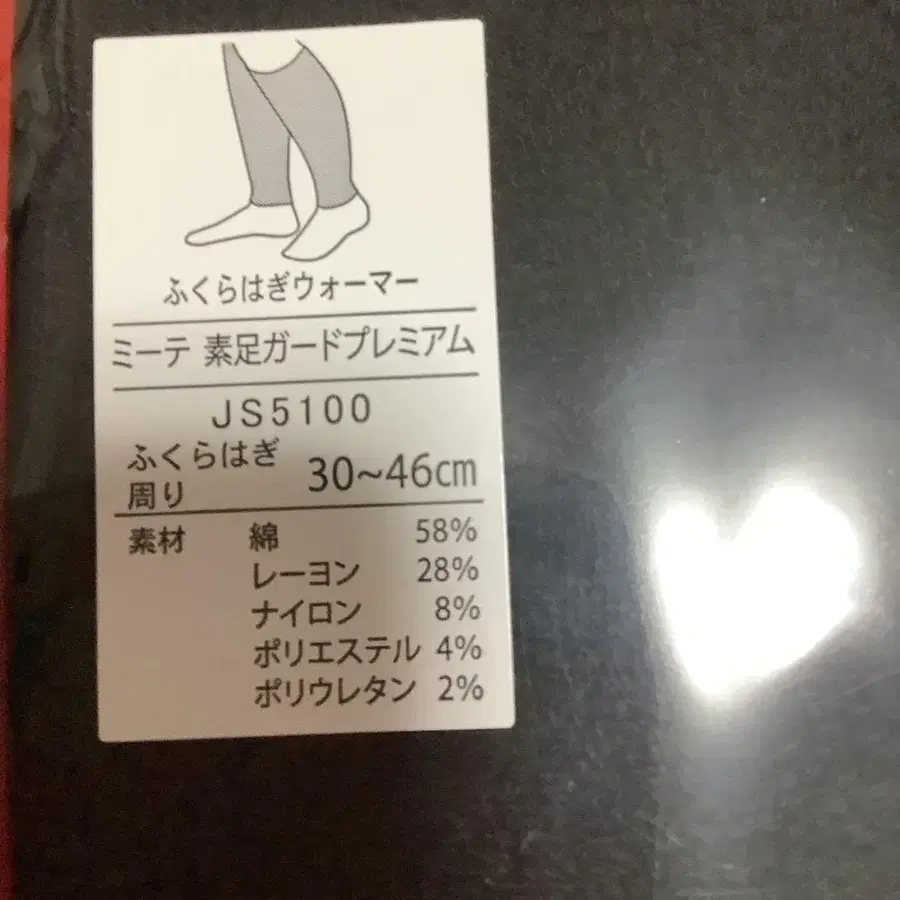 ふくらはぎウォーマー
ミーテ 素足ガードプレミアム
JS5100
ふくらはぎ周り 30~46cm
素材 綿 58%
レーヨン 28%
ナイロン 8%
ポリエステル 4%
ポリウレタン 2%